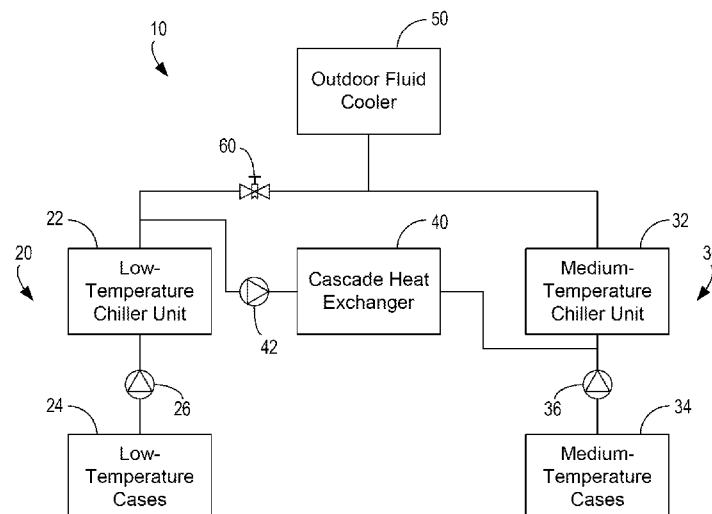 10
50
Outdoor Fluid
Cooler
60
22
40
32
20
Low-
Temperature
Chiller Unit
Cascade Heat
Exchanger
Medium-
Temperature
Chiller Unit
42
24
26
36
34
Low-
Temperature
Cases
Medium-
Temperature
Cases